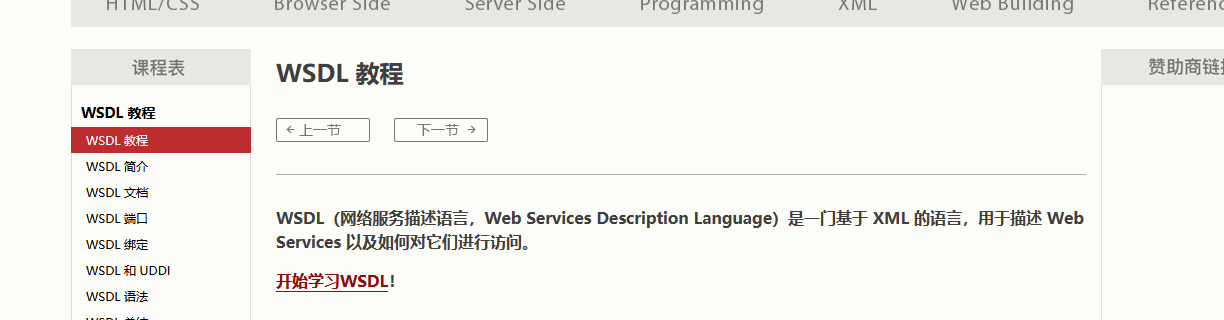 HTML/CSS Browser Side Server Side Programming XML Web Building
课程表
WSDL 教程
WSDL 教程
WSDL 简介
WSDL 文档
WSDL 端口
WSDL 绑定
WSDL 和 UDDI
WSDL 语法
WSDL 教程
← 上一节 下一节 →
WSDL（网络服务描述语言，Web Services Description Language）是一门基于 XML 的语言，用于描述 Web
Services 以及如何对它们进行访问。
开始学习WSDL！
赞助商链